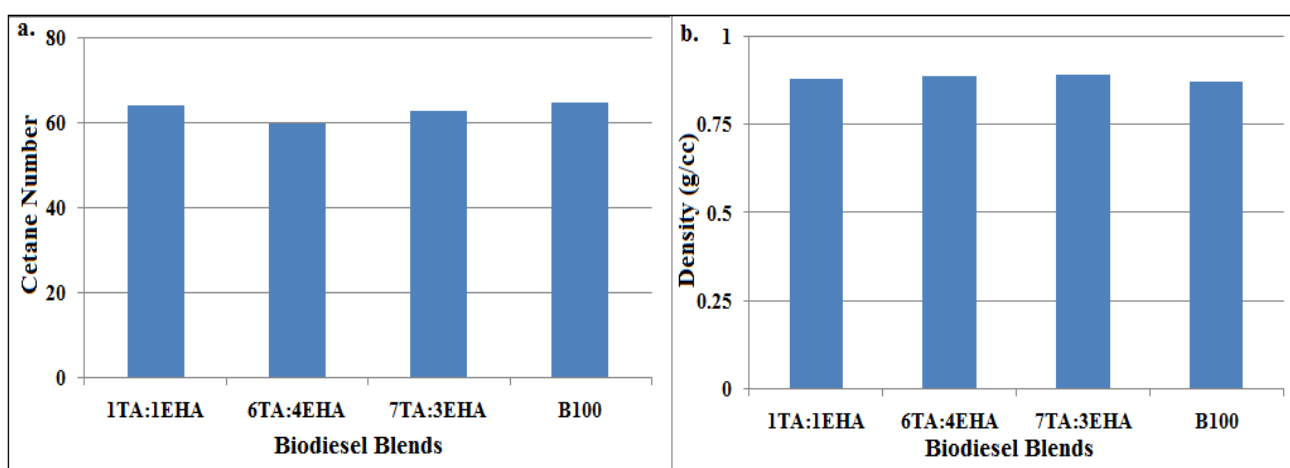 a.
80
60
40
20
0
Cetane Number
1TA:1EHA 6TA:4EHA 7TA:3EHA B100
Biodiesel Blends
b.
1
0.75
0.5
0.25
0
Density (g/cc)
1TA:1EHA 6TA:4EHA 7TA:3EHA B100
Biodiesel Blends